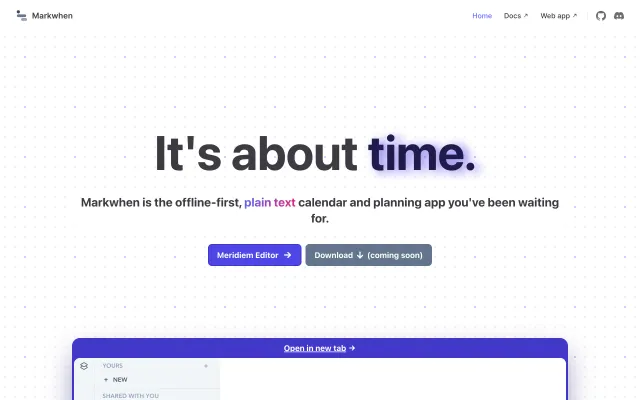 Markwhen
Home Docs ↗ Web app ↗
It's about time.
Markwhen is the offline-first, plain text calendar and planning app you've been waiting
for.
Meridiem Editor →
Download ↓ (coming soon)
Open in new tab →
YOURS +
+ NEW
SHARED WITH YOU